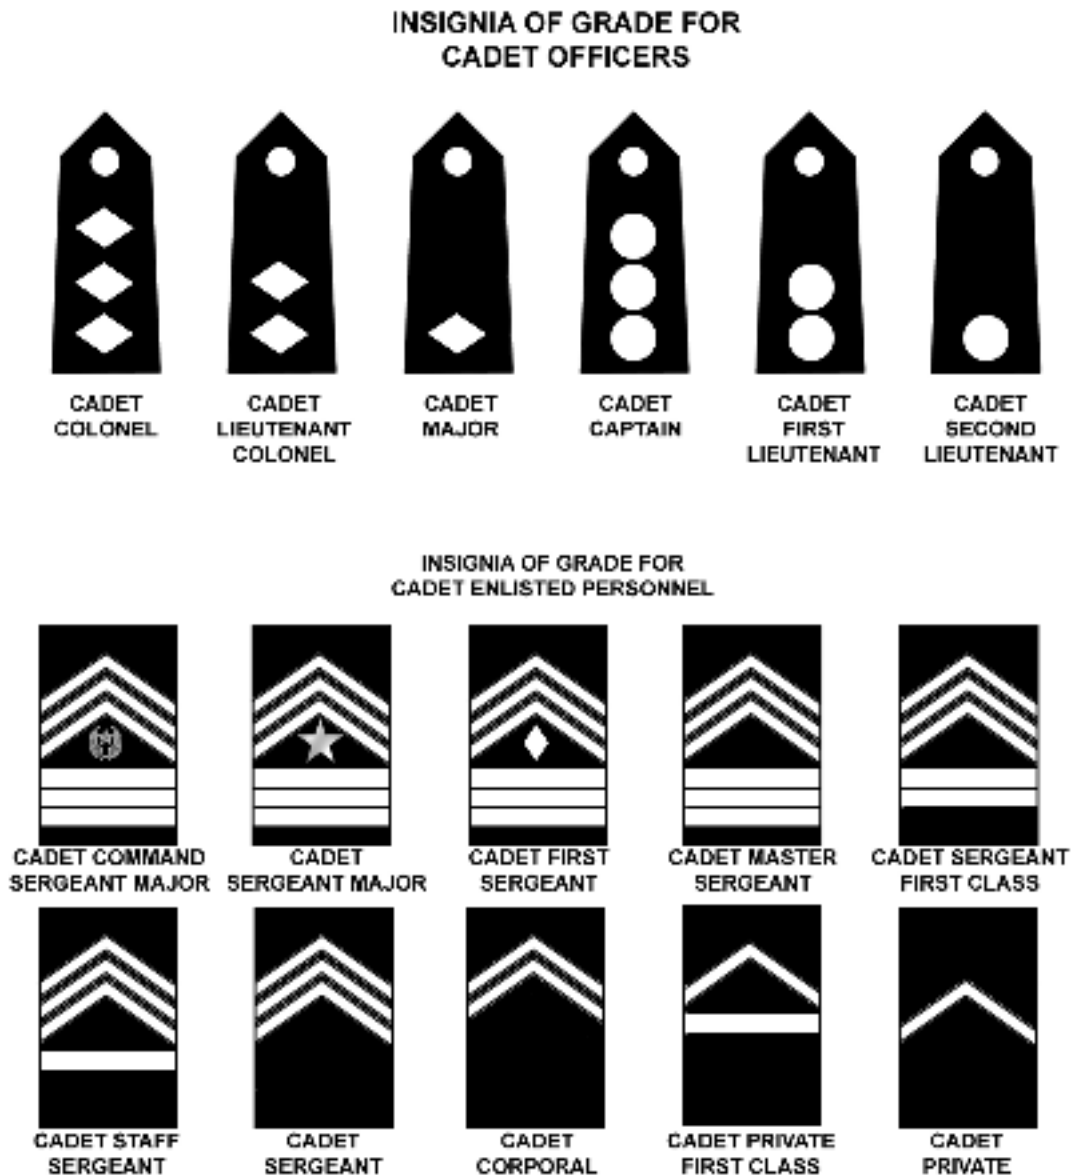 INSIGNIA OF GRADE FOR
CADET OFFICERS
CADET
COLONEL
CADET
LIEUTENANT
COLONEL
CADET
MAJOR
CADET
CAPTAIN
CADET
FIRST
LIEUTENANT
CADET
SECOND
LIEUTENANT
INSIGNIA OF GRADE FOR
CADET ENLISTED PERSONNEL
CADET COMMAND
SERGEANT MAJOR
CADET
SERGEANT MAJOR
CADET FIRST
SERGEANT
CADET MASTER
SERGEANT
CADET SERGEANT
FIRST CLASS
CADET STAFF
SERGEANT
CADET
SERGEANT
CADET
CORPORAL
CADET PRIVATE
FIRST CLASS
CADET
PRIVATE